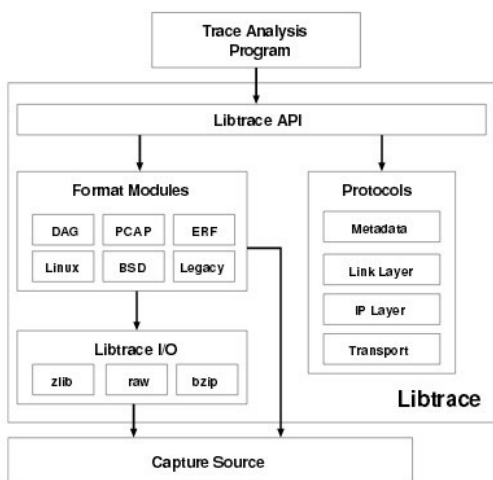 Trace Analysis
Program
Libtrace API
Format Modules
DAG
PCAP
ERF
Linux
BSD
Legacy
Protocols
Metadata
Link Layer
IP Layer
Transport
Libtrace I/O
zlib
raw
bzip
Libtrace
Capture Source